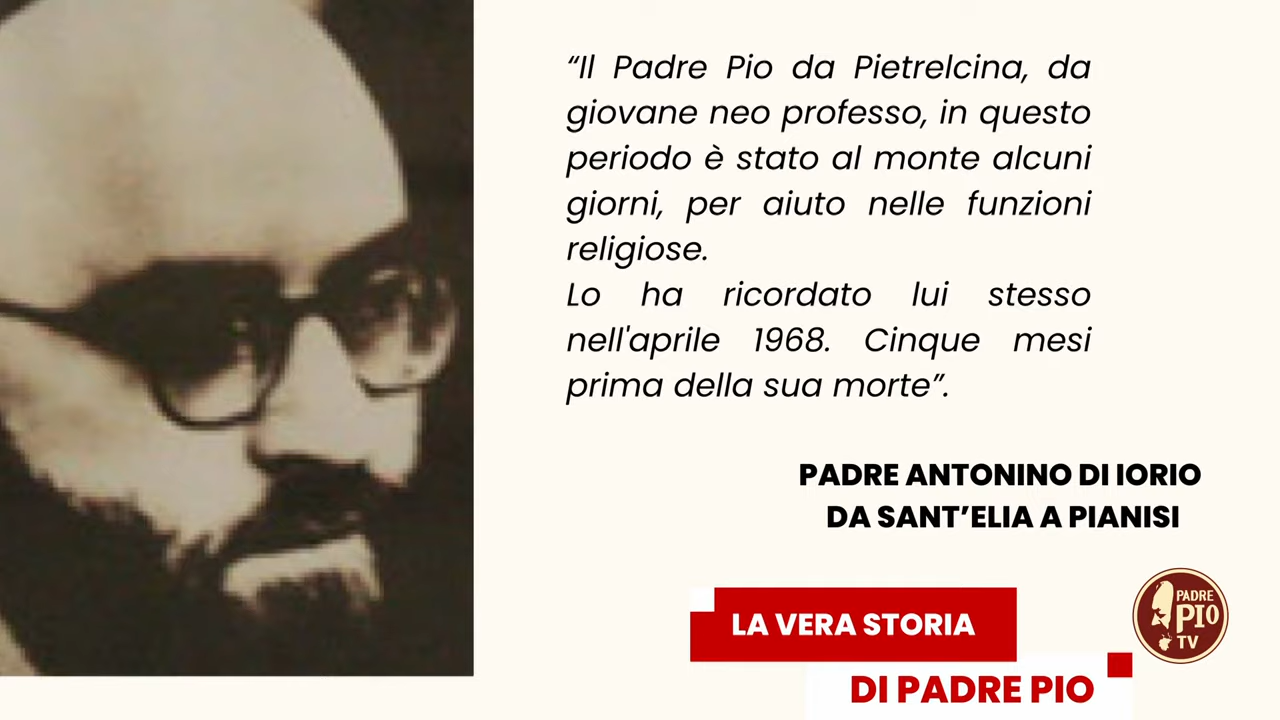 “Il Padre Pio da Pietrelcina, da
giovane neo professo, in questo
periodo è stato al monte alcuni
giorni, per aiuto nelle funzioni
religiose.
Lo ha ricordato lui stesso
nell'aprile 1968. Cinque mesi
prima della sua morte”.
PADRE ANTONINO DI IORIO
DA SANT’ELIA A PIANISI
LA VERA STORIA
DI PADRE PIO
PADRE
PIO
TV